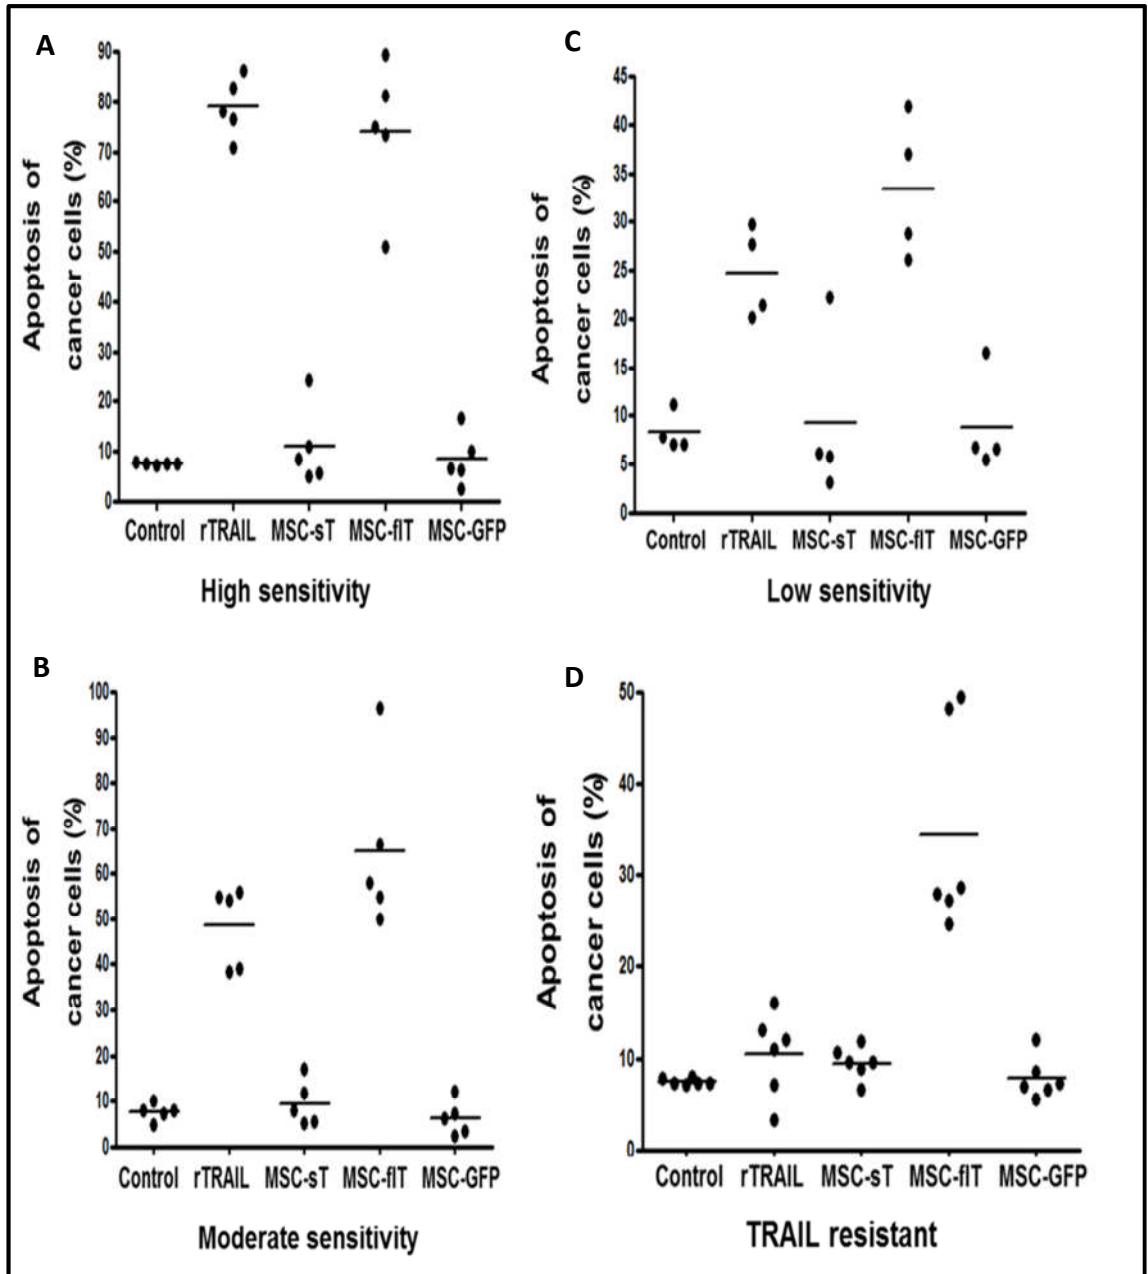 A
Apoptosis of
cancer cells (%)
90
80
70
60
50
40
30
20
10
0
Control rTRAIL MSC-sT MSC-flT MSC-GFP
High sensitivity
C
Apoptosis of
cancer cells (%)
45
40
35
30
25
20
15
10
5
0
Control rTRAIL MSC-sT MSC-flT MSC-GFP
Low sensitivity
B
Apoptosis of
cancer cells (%)
100
90
80
70
60
50
40
30
20
10
0
Control rTRAIL MSC-sT MSC-flT MSC-GFP
Moderate sensitivity
D
Apoptosis of
cancer cells (%)
50
40
30
20
10
0
Control rTRAIL MSC-sT MSC-flT MSC-GFP
TRAIL resistant